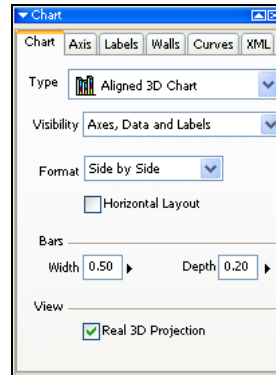 Chart
Chart Axis Labels Walls Curves XML
Type Aligned 3D Chart
Visibility Axes, Data and Labels
Format Side by Side
Horizontal Layout
Bars
Width 0.50 Depth 0.20
View
Real 3D Projection